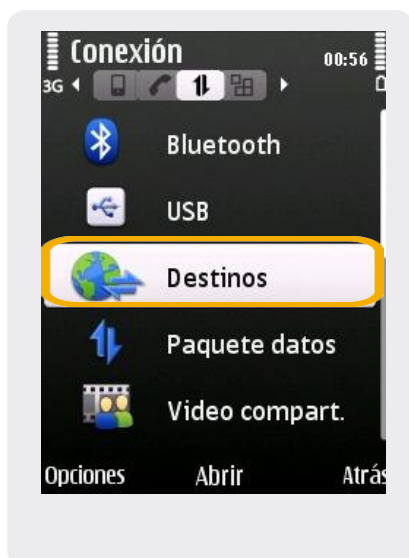 Conexión 00:56
3G
Bluetooth
USB
Destinos
Paquete datos
Video compart.
Opciones Abrir Atrás